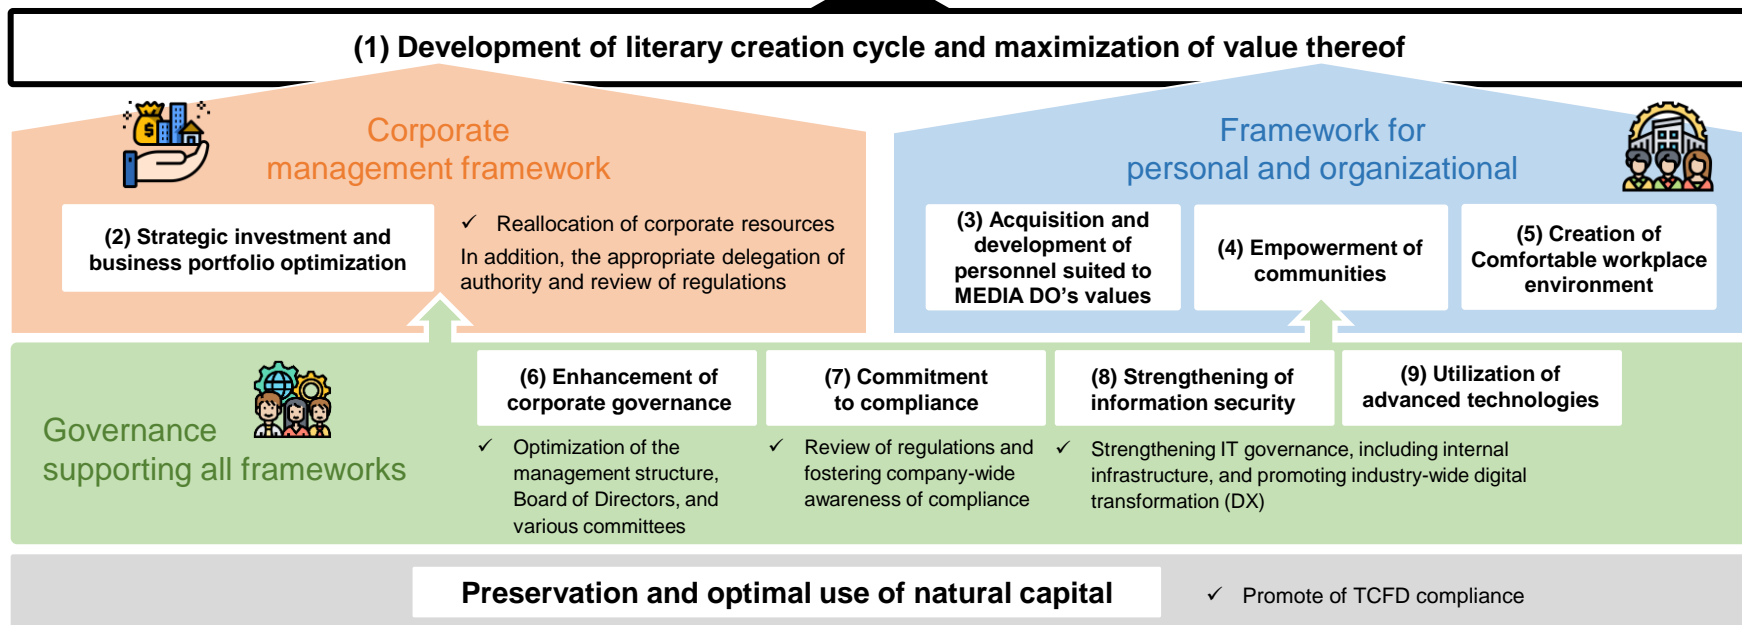 (1) Development of literary creation cycle and maximization of value thereof
Corporate
management framework
(2) Strategic investment and
business portfolio optimization
✓ Reallocation of corporate resources
In addition, the appropriate delegation of
authority and review of regulations
Framework for
personal and organizational
(3) Acquisition and
development of
personnel suited to
MEDIA DO’s values
(4) Empowerment of
communities
(5) Creation of
Comfortable workplace
environment
Governance
supporting all frameworks
(6) Enhancement of
corporate governance
✓ Optimization of the
management structure,
Board of Directors, and
various committees
(7) Commitment
to compliance
✓ Review of regulations and
fostering company-wide
awareness of compliance
(8) Strengthening of
information security
(9) Utilization of
advanced technologies
✓ Strengthening IT governance, including internal
infrastructure, and promoting industry-wide digital
transformation (DX)
Preservation and optimal use of natural capital
✓ Promote of TCFD compliance